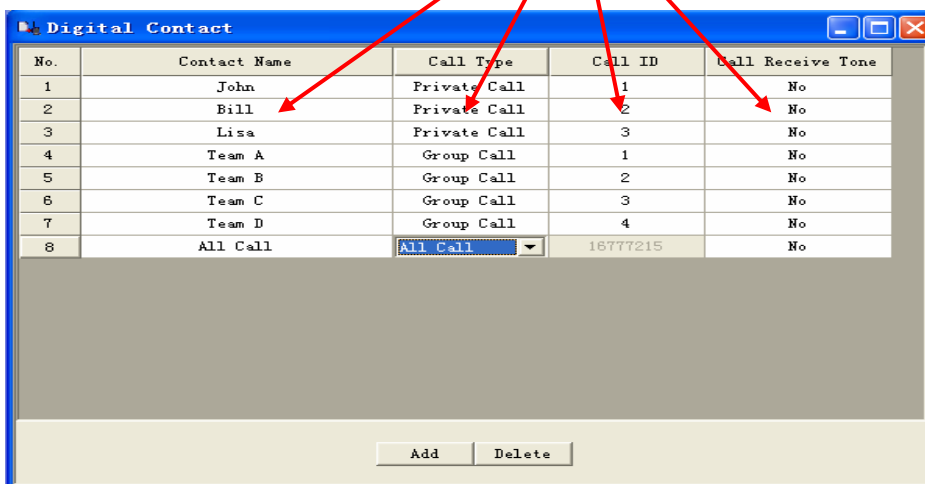 Digital Contact
No. Contact Name Call Type Call ID Call Receive Tone
1 John Private Call 1 No
2 Bill Private Call 2 No
3 Lisa Private Call 3 No
4 Team A Group Call 1 No
5 Team B Group Call 2 No
6 Team C Group Call 3 No
7 Team D Group Call 4 No
8 All Call All Call 16777215 No
Add Delete